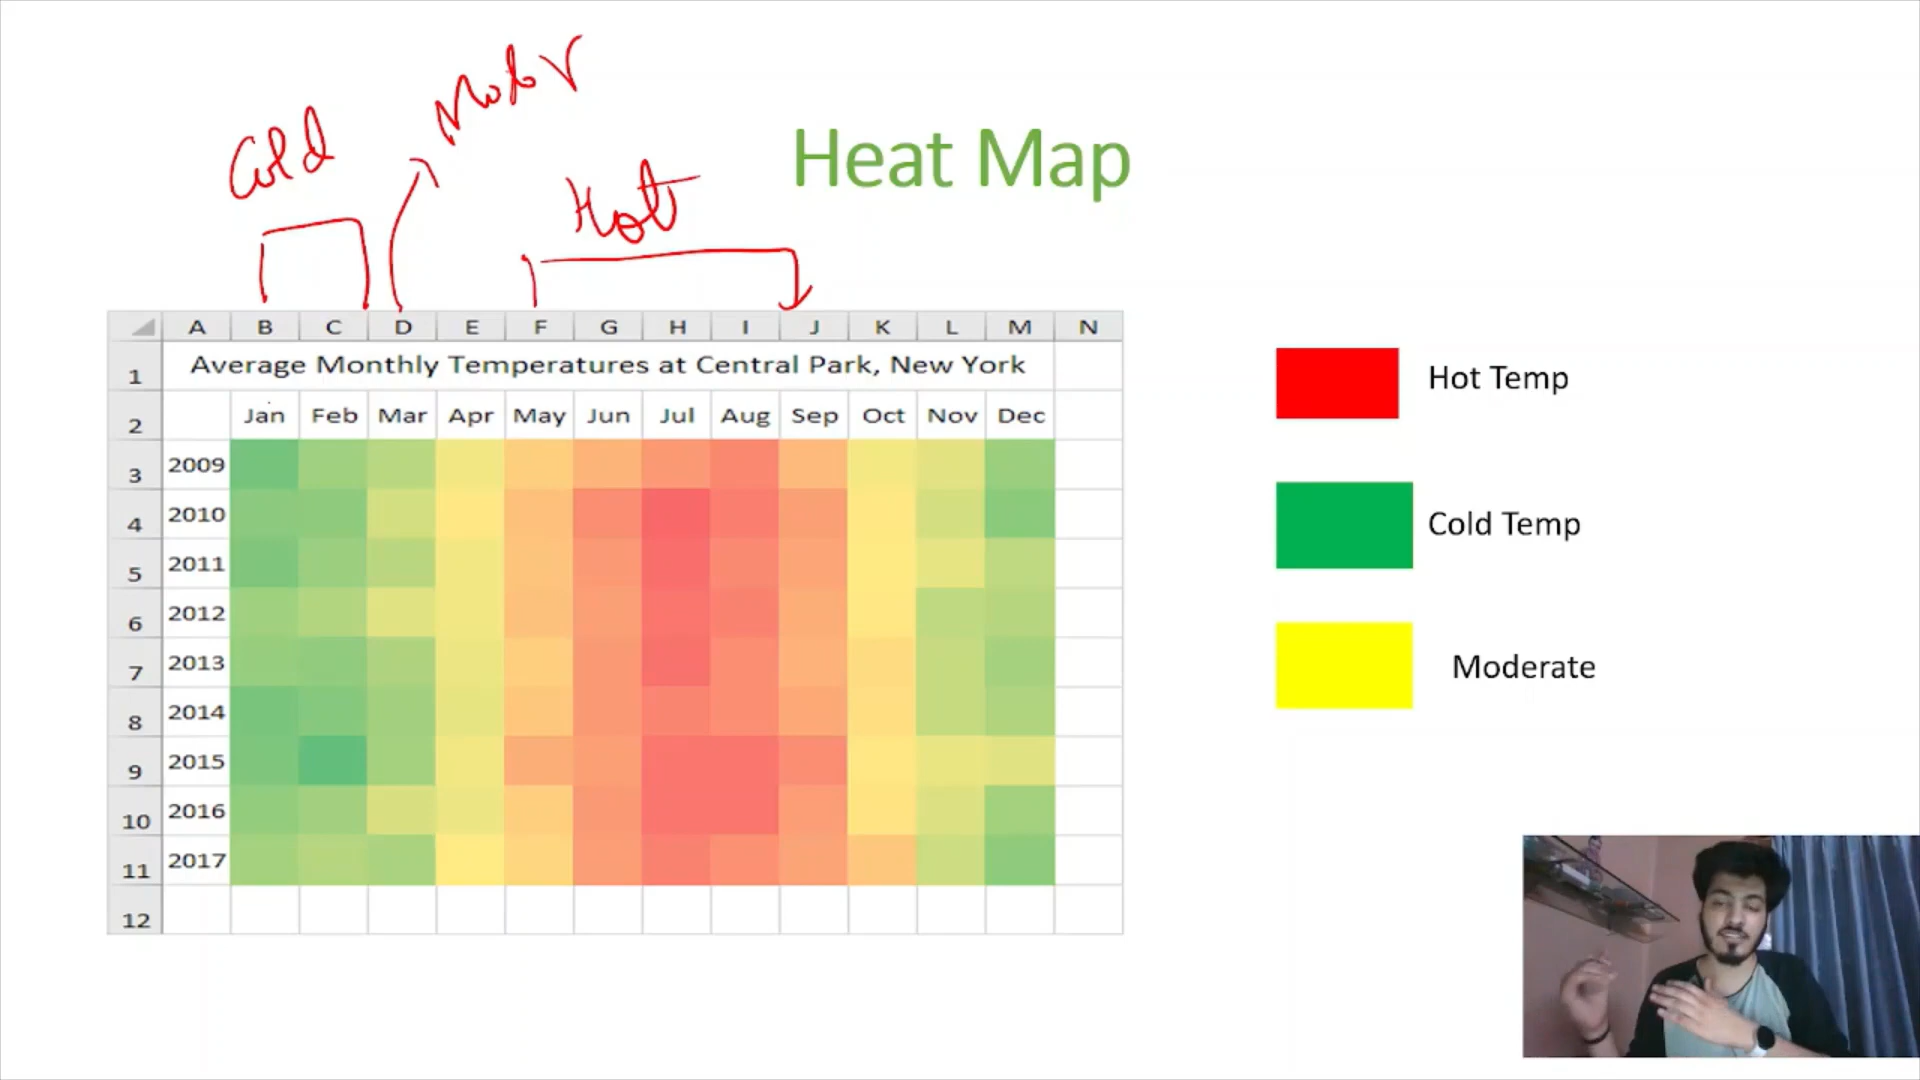 Moder
Cold
Heat Map
Hot
A B C D E F G H I J K L M N
1 Average Monthly Temperatures at Central Park, New York
2 Jan Feb Mar Apr May Jun Jul Aug Sep Oct Nov Dec
3 2009
4 2010
5 2011
6 2012
7 2013
8 2014
9 2015
10 2016
11 2017
12
Hot Temp
Cold Temp
Moderate